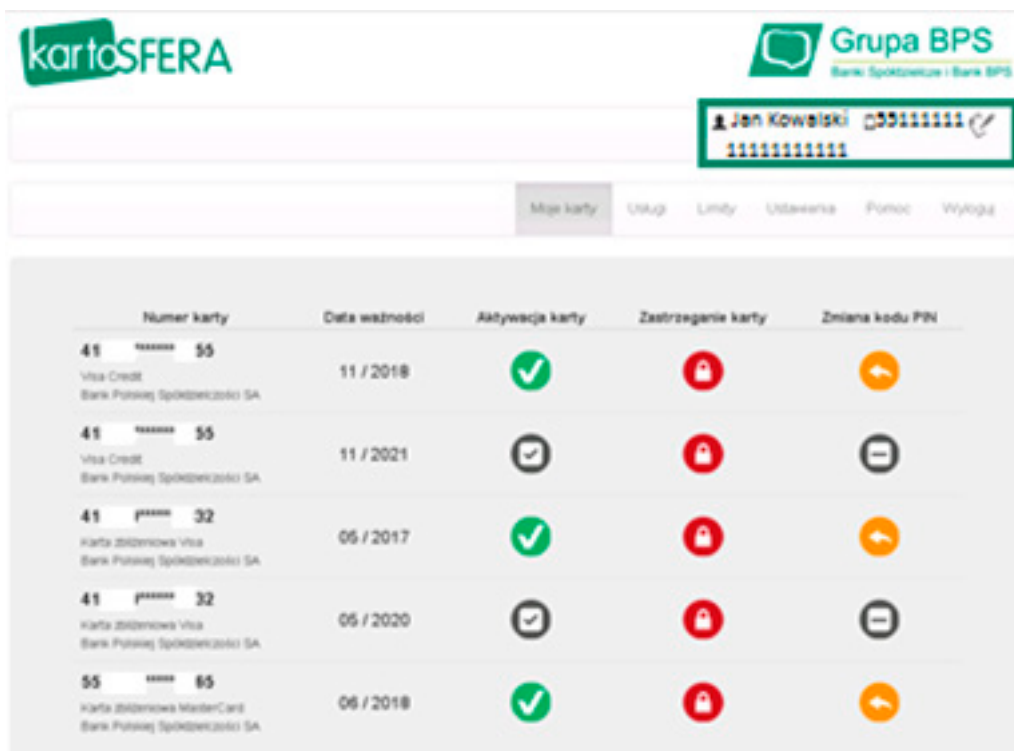 kartoSFERA
Grupa BPS
Banki Spółdzielcze i Bank BPS
Jan Kowalski 55111111
11111111111
Moje karty Usługi Limity Ustawienia Pomoc Wyloguj
Numer karty Data ważności Aktywacja karty Zastrzeganie karty Zmiana kodu PIN
41 ******* 55
Visa Credit
Bank Polskiej Spółdzielczości SA
11 / 2018
41 ******* 55
Visa Credit
Bank Polskiej Spółdzielczości SA
11 / 2021
41 ***** 32
Karta zbliżeniowa Visa
Bank Polskiej Spółdzielczości SA
05 / 2017
41 ***** 32
Karta zbliżeniowa Visa
Bank Polskiej Spółdzielczości SA
05 / 2020
55 ***** 65
Karta zbliżeniowa MasterCard
Bank Polskiej Spółdzielczości SA
06 / 2018